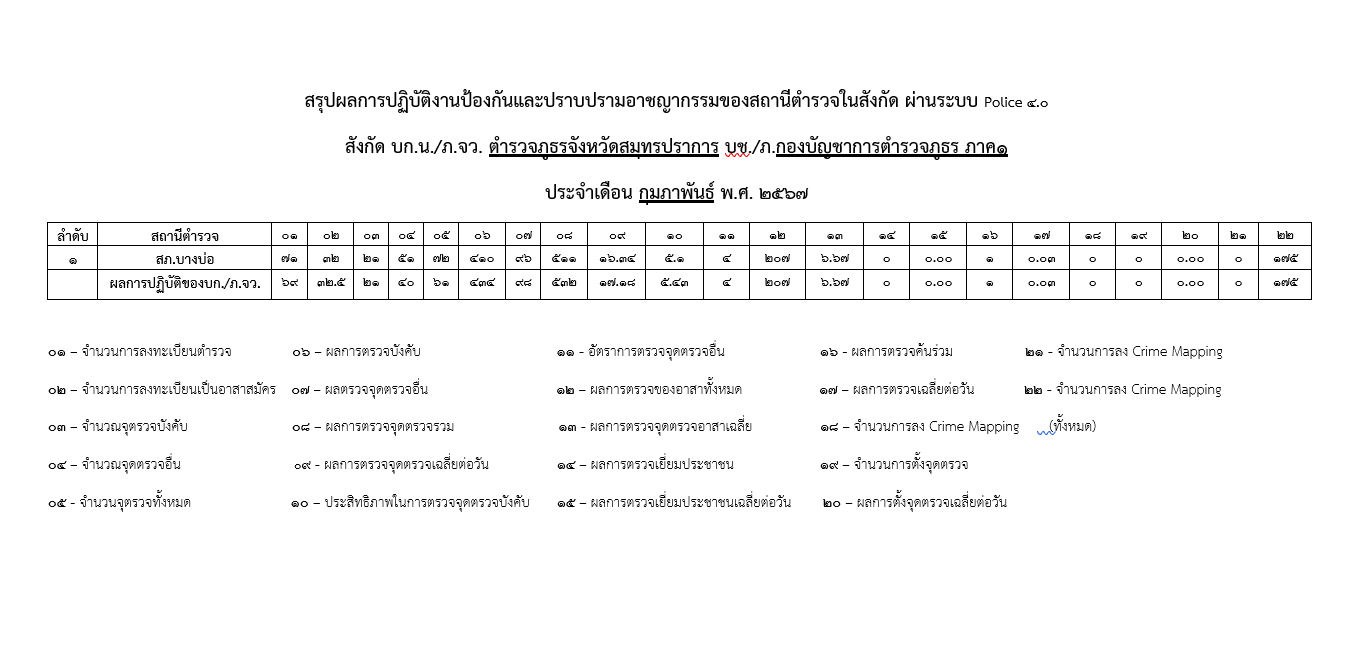 สรุปผลการปฏิบัติงานป้องกันและปราบปรามอาชญากรรมของสถานีตำรวจในสังกัด ผ่านระบบ Police ๔.๐
สังกัด บก.น./ภ.จว. ตำรวจภูธรจังหวัดสมุทรปราการ บช./ภ.กองบัญชาการตำรวจภูธร ภาค๑
ประจำเดือน กุมภาพันธ์ พ.ศ. ๒๕๖๗
ลำดับ สถานีตำรวจ ๐๑ ๐๒ ๐๓ ๐๔ ๐๕ ๐๖ ๐๗ ๐๘ ๐๙ ๑๐ ๑๑ ๑๒ ๑๓ ๑๔ ๑๕ ๑๖ ๑๗ ๑๘ ๑๙ ๒๐ ๒๑ ๒๒
๑ สภ.บางบ่อ ๗๑ ๓๒ ๒๑ ๕๑ ๗๒ ๔๑๐ ๙๖ ๕๑๑ ๑๖.๓๔ ๕.๑ ๔ ๒๐๗ ๖.๖๗ ๐ ๐.๐๐ ๑ ๐.๐๓ ๐ ๐ ๐.๐๐ ๐ ๑๗๕
ผลการปฏิบัติของบก./ภ.จว. ๖๙ ๓๒.๕ ๒๑ ๔๐ ๖๑ ๔๓๔ ๙๘ ๕๓๒ ๑๗.๑๘ ๕.๔๓ ๔ ๒๐๗ ๖.๖๗ ๐ ๐.๐๐ ๑ ๐.๐๓ ๐ ๐ ๐.๐๐ ๐ ๑๗๕
๐๑ – จำนวนการลงทะเบียนตำรวจ ๐๖ – ผลการตรวจบังคับ ๑๑ - อัตราการตรวจจุดตรวจอื่น ๑๖ - ผลการตรวจค้นร่วม ๒๑ - จำนวนการลง Crime Mapping
๐๒ – จำนวนการลงทะเบียนเป็นอาสาสมัคร ๐๗ – ผลตรวจจุดตรวจอื่น ๑๒ – ผลการตรวจของอาสาทั้งหมด ๑๗ – ผลการตรวจเฉลี่ยต่อวัน ๒๒ - จำนวนการลง Crime Mapping
๐๓ – จำวณจุตรวจบังคับ ๐๘ – ผลการตรวจจุดตรวจรวม ๑๓ - ผลการตรวจจุดตรวจอาสาเฉลี่ย ๑๘ – จำนวนการลง Crime Mapping (ทั้งหมด)
๐๔ – จำวณจุดตรวจอื่น ๐๙ - ผลการตรวจจุดตรวจเฉลี่ยต่อวัน ๑๔ – ผลการตรวจเยี่ยมประชาชน ๑๙ – จำนวนการตั้งจุดตรวจ
๐๕ - จำนวนจุตรวจทั้งหมด ๑๐ – ประสิทธิภาพในการตรวจจุดตรวจบังคับ ๑๕ – ผลการตรวจเยี่ยมประชาชนเฉลี่ยต่อวัน ๒๐ – ผลการตั้งจุดตรวจเฉลี่ยต่อวัน